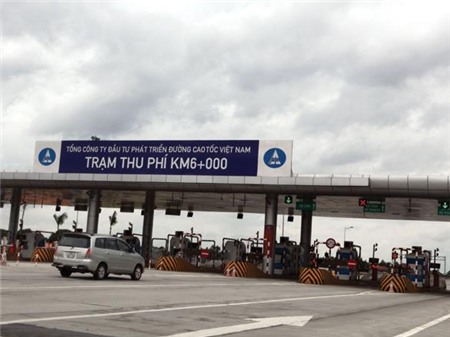 TỔNG CÔNG TY ĐẦU TƯ PHÁT TRIỂN ĐƯỜNG CAO TỐC VIỆT NAM
TRẠM THU PHÍ KM6+000